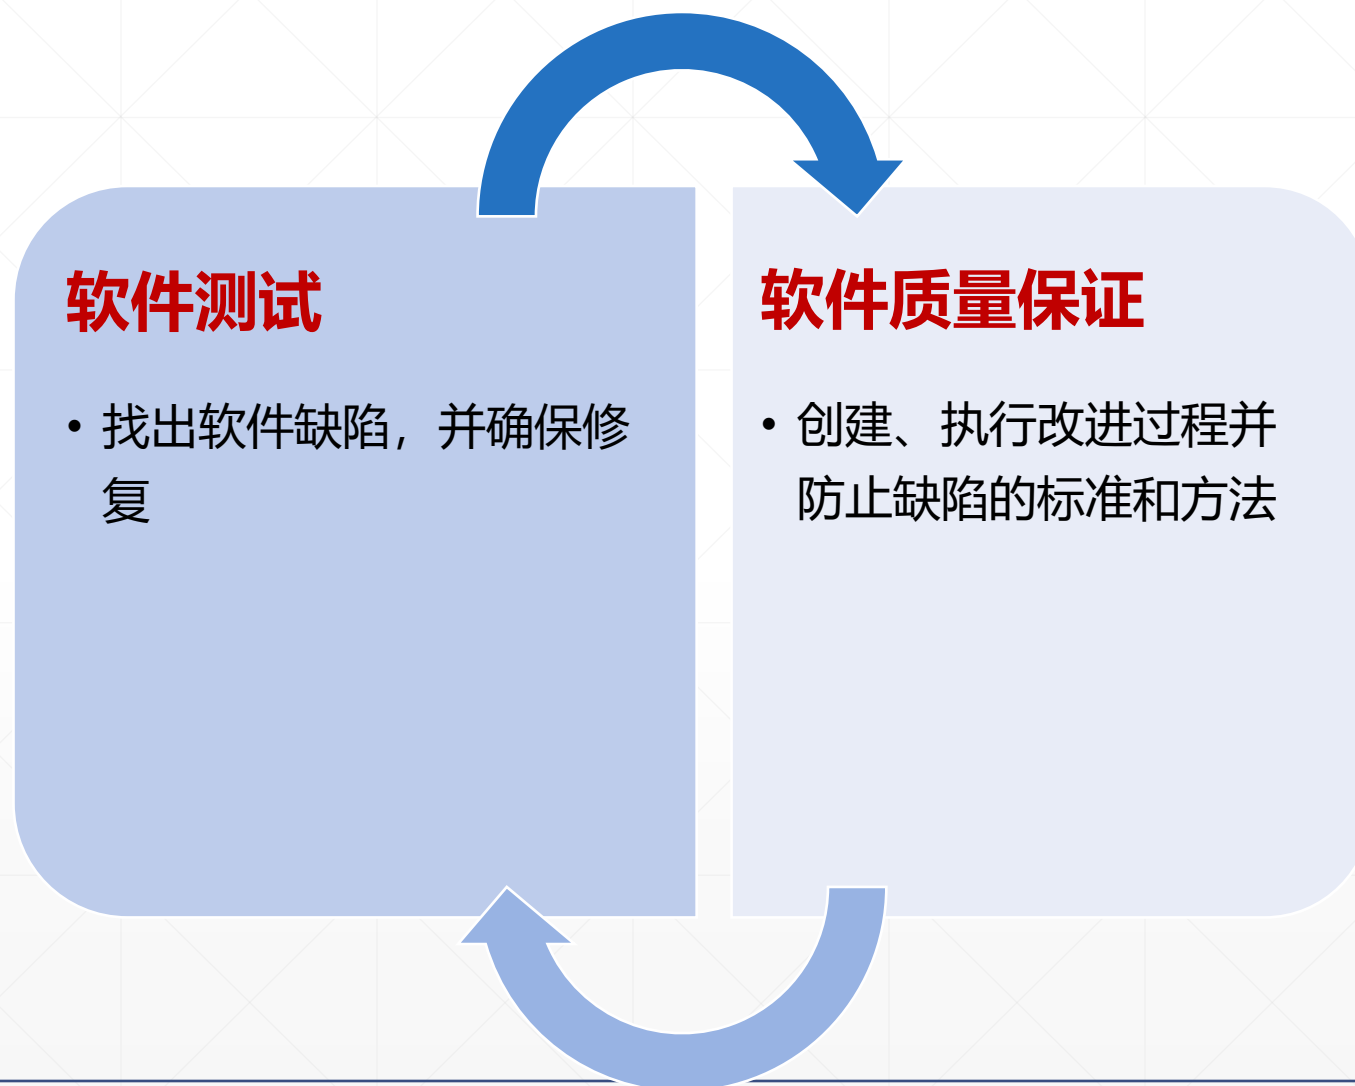 软件测试
• 找出软件缺陷，并确保修
复
软件质量保证
• 创建、执行改进过程并
防止缺陷的标准和方法